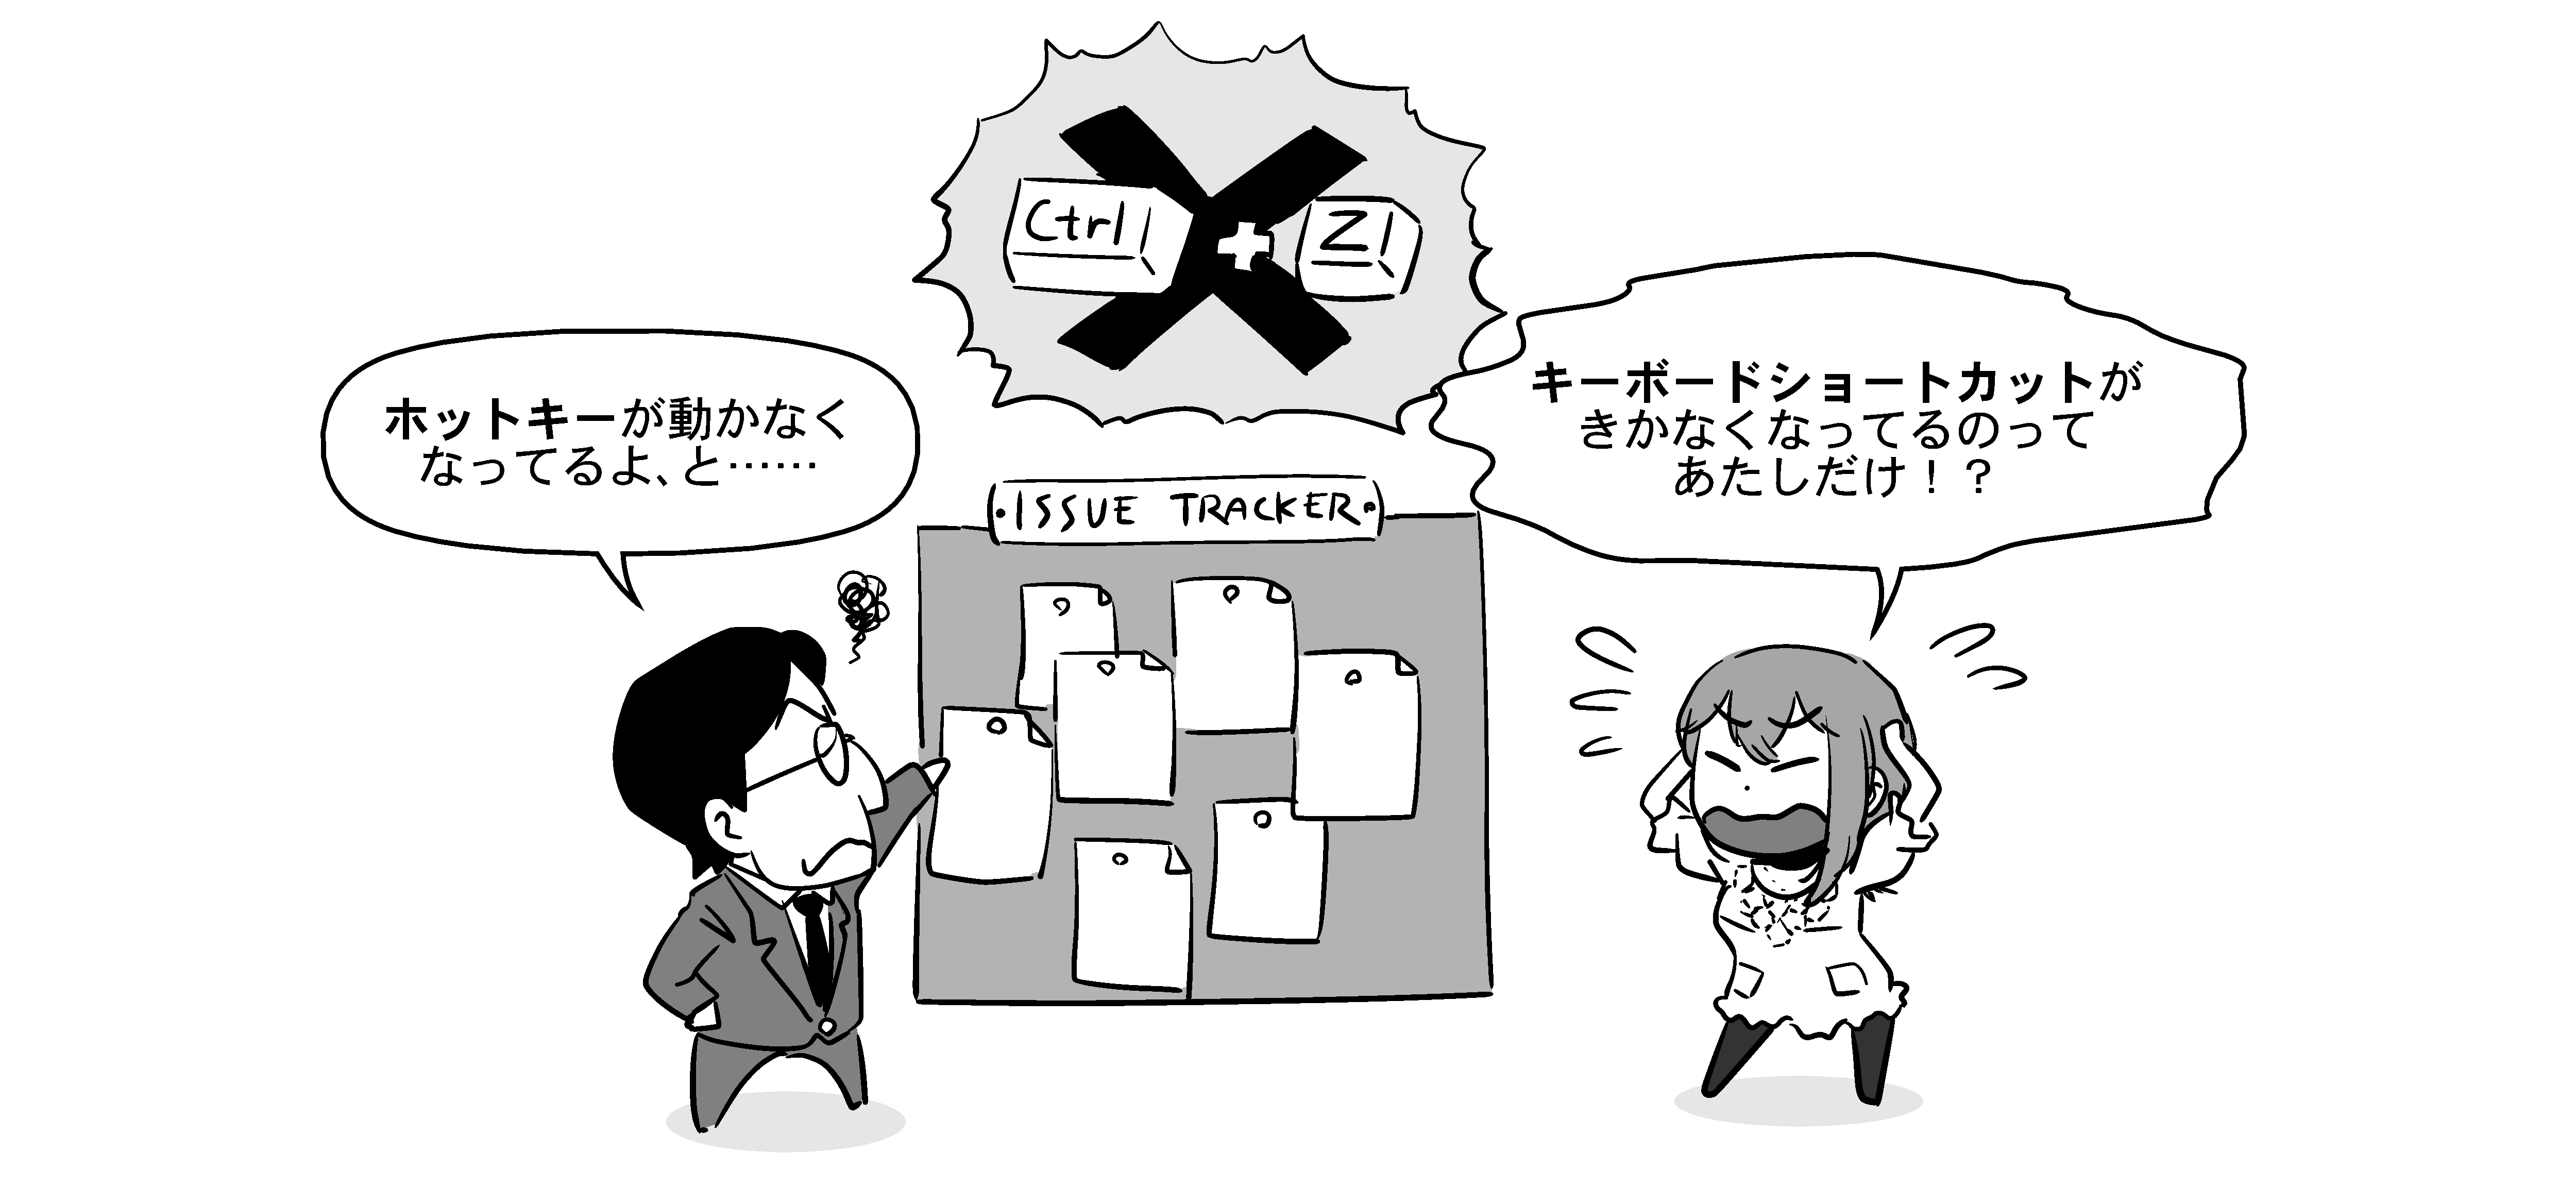 Ctrl + Z
ホットキーが動かなく
なってるよ、と……
キーボードショートカットが
きかなくなってるのって
あたしだけ！？
ISSUE TRACKER